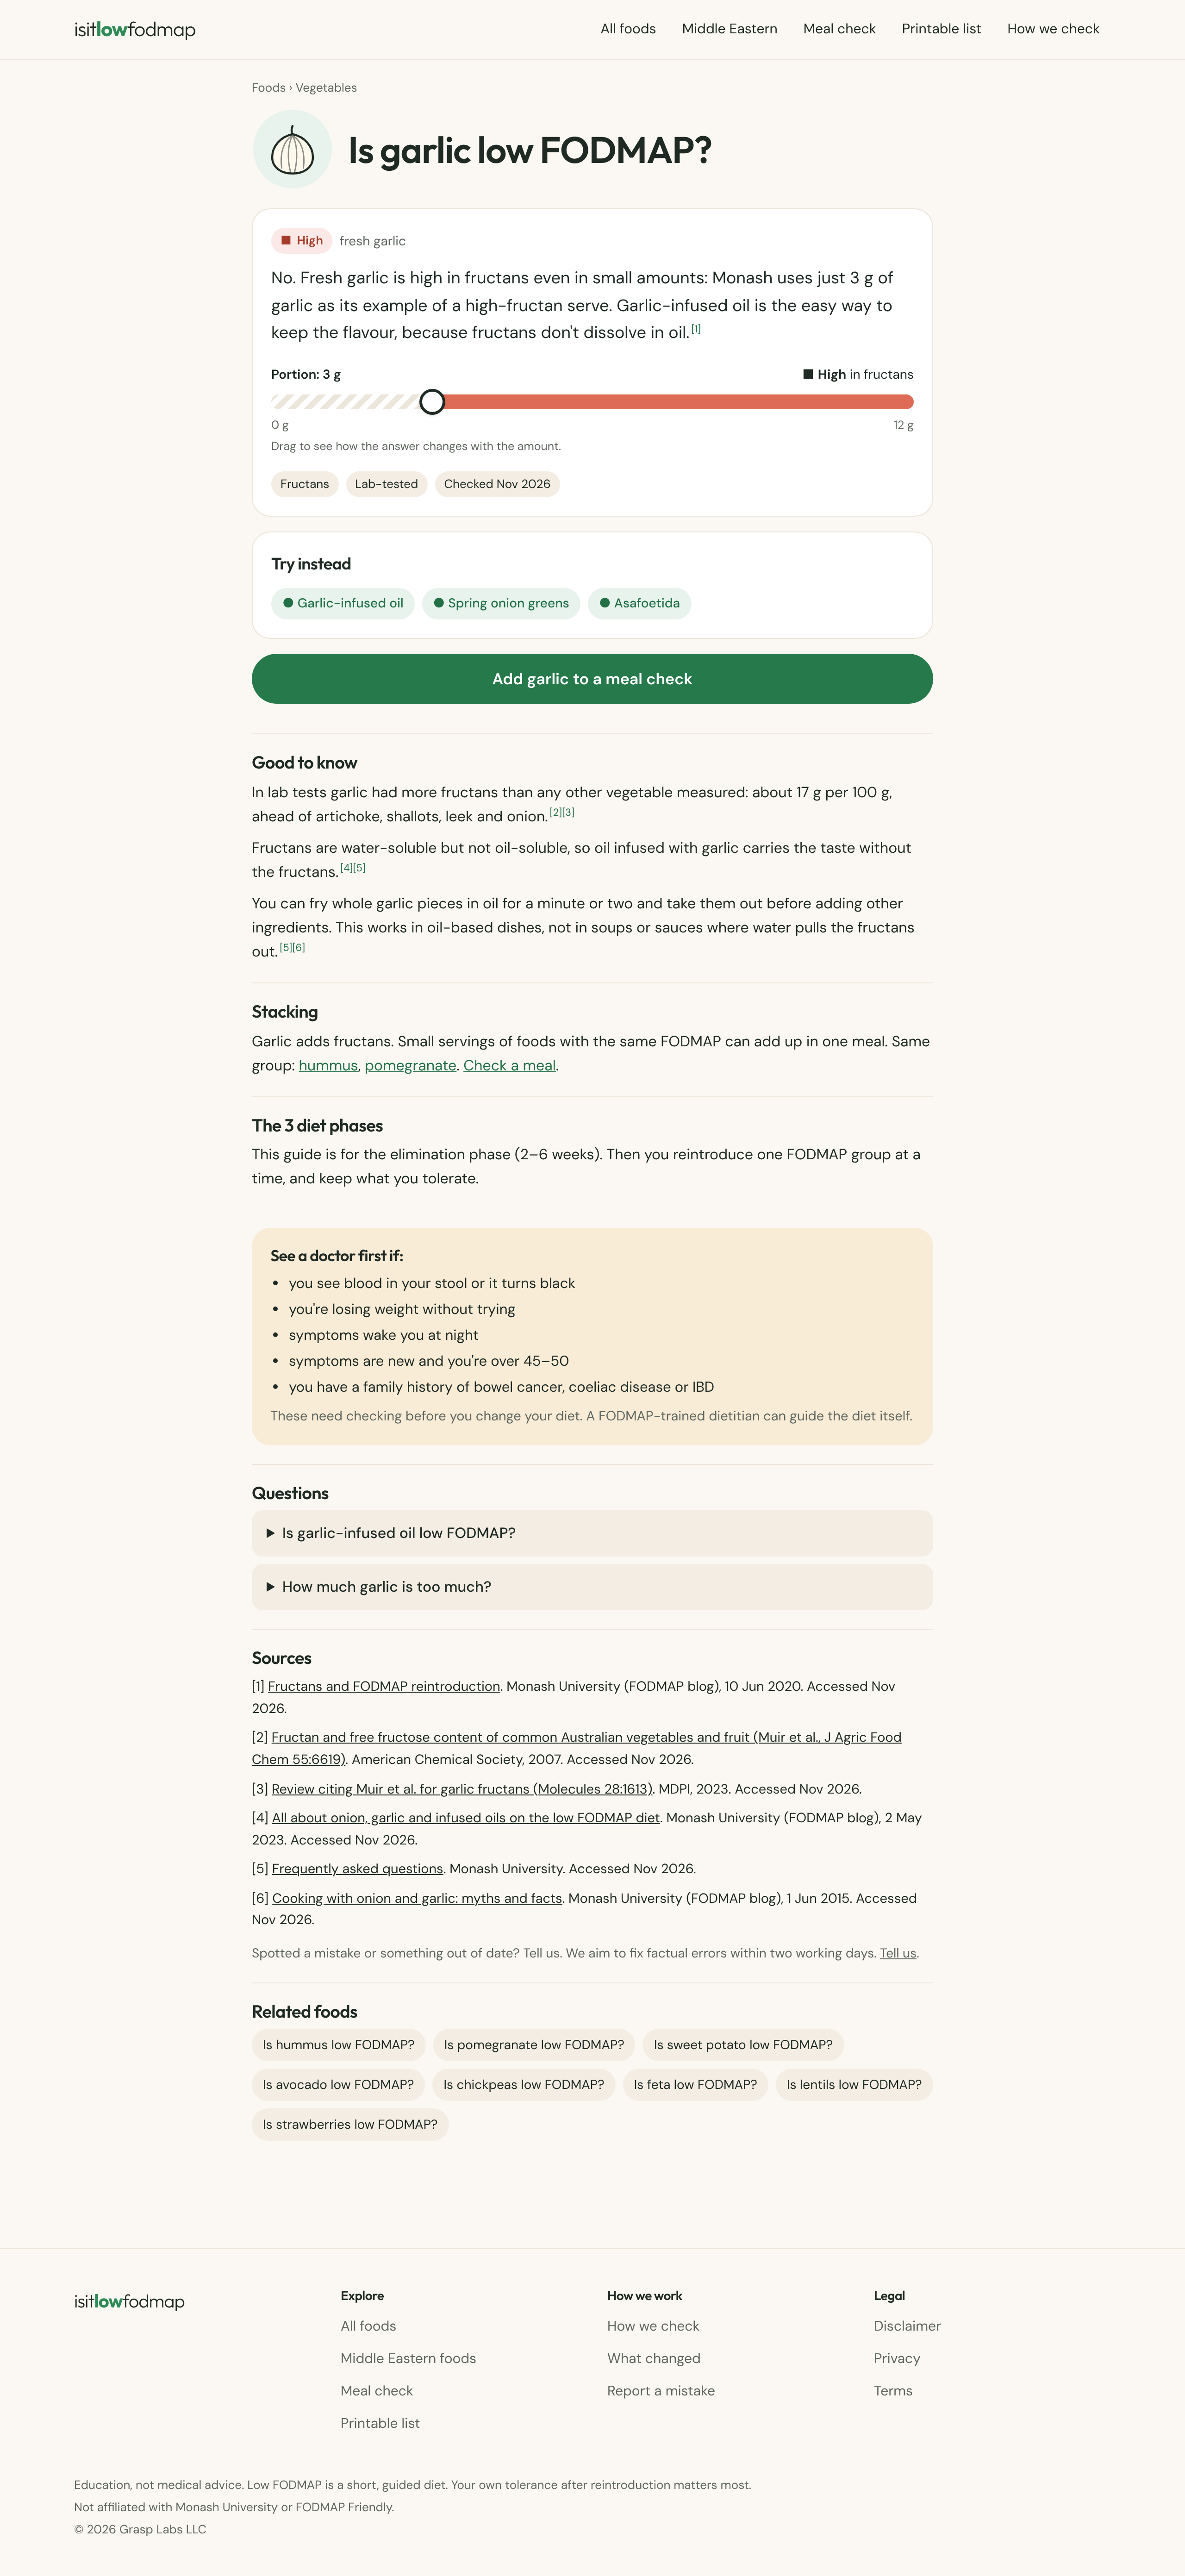 isitlowfodmap
All foods Middle Eastern Meal check Printable list How we check
Foods › Vegetables
Is garlic low FODMAP?
High fresh garlic
No. Fresh garlic is high in fructans even in small amounts: Monash uses just 3 g of
garlic as its example of a high-fructan serve. Garlic-infused oil is the easy way to
keep the flavour, because fructans don't dissolve in oil. [1]
Portion: 3 g High in fructans
0 g 12 g
Drag to see how the answer changes with the amount.
Fructans Lab-tested Checked Nov 2026
Try instead
Garlic-infused oil Spring onion greens Asafoetida
Add garlic to a meal check
Good to know
In lab tests garlic had more fructans than any other vegetable measured: about 17 g per 100 g,
ahead of artichoke, shallots, leek and onion. [2][3]
Fructans are water-soluble but not oil-soluble, so oil infused with garlic carries the taste without
the fructans. [4][5]
You can fry whole garlic pieces in oil for a minute or two and take them out before adding other
ingredients. This works in oil-based dishes, not in soups or sauces where water pulls the fructans
out. [5][6]
Stacking
Garlic adds fructans. Small servings of foods with the same FODMAP can add up in one meal. Same
group: hummus, pomegranate. Check a meal.
The 3 diet phases
This guide is for the elimination phase (2–6 weeks). Then you reintroduce one FODMAP group at a
time, and keep what you tolerate.
See a doctor first if:
• you see blood in your stool or it turns black
• you're losing weight without trying
• symptoms wake you at night
• symptoms are new and you're over 45–50
• you have a family history of bowel cancer, coeliac disease or IBD
These need checking before you change your diet. A FODMAP-trained dietitian can guide the diet itself.
Questions
Is garlic-infused oil low FODMAP?
How much garlic is too much?
Sources
[1] Fructans and FODMAP reintroduction. Monash University (FODMAP blog), 10 Jun 2020. Accessed Nov
2026.
[2] Fructan and free fructose content of common Australian vegetables and fruit (Muir et al., J Agric Food
Chem 55:6619). American Chemical Society, 2007. Accessed Nov 2026.
[3] Review citing Muir et al. for garlic fructans (Molecules 28:1613). MDPI, 2023. Accessed Nov 2026.
[4] All about onion, garlic and infused oils on the low FODMAP diet. Monash University (FODMAP blog), 2 May
2023. Accessed Nov 2026.
[5] Frequently asked questions. Monash University. Accessed Nov 2026.
[6] Cooking with onion and garlic: myths and facts. Monash University (FODMAP blog), 1 Jun 2015. Accessed
Nov 2026.
Spotted a mistake or something out of date? Tell us. We aim to fix factual errors within two working days. Tell us.
Related foods
Is hummus low FODMAP? Is pomegranate low FODMAP? Is sweet potato low FODMAP?
Is avocado low FODMAP? Is chickpeas low FODMAP? Is feta low FODMAP? Is lentils low FODMAP?
Is strawberries low FODMAP?
isitlowfodmap
Explore
All foods
Middle Eastern foods
Meal check
Printable list
How we work
How we check
What changed
Report a mistake
Legal
Disclaimer
Privacy
Terms
Education, not medical advice. Low FODMAP is a short, guided diet. Your own tolerance after reintroduction matters most.
Not affiliated with Monash University or FODMAP Friendly.
© 2026 Grasp Labs LLC